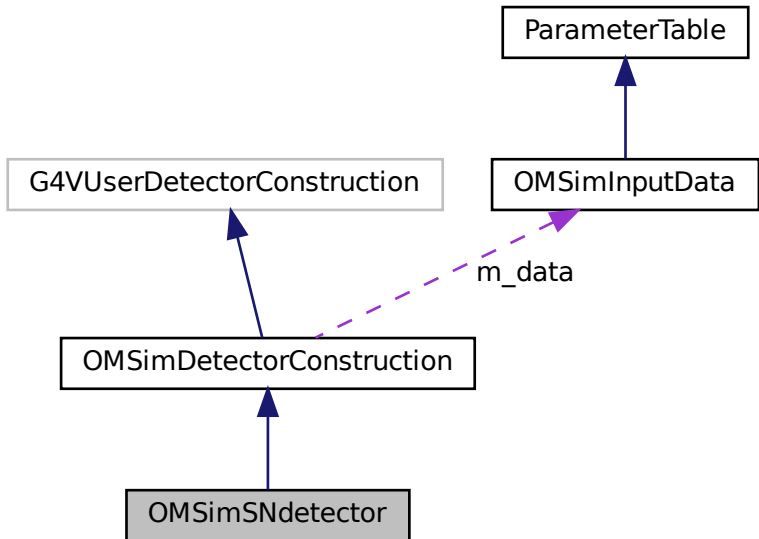 ParameterTable
G4VUserDetectorConstruction
OMSimInputData
m_data
OMSimDetectorConstruction
OMSimSNdetector